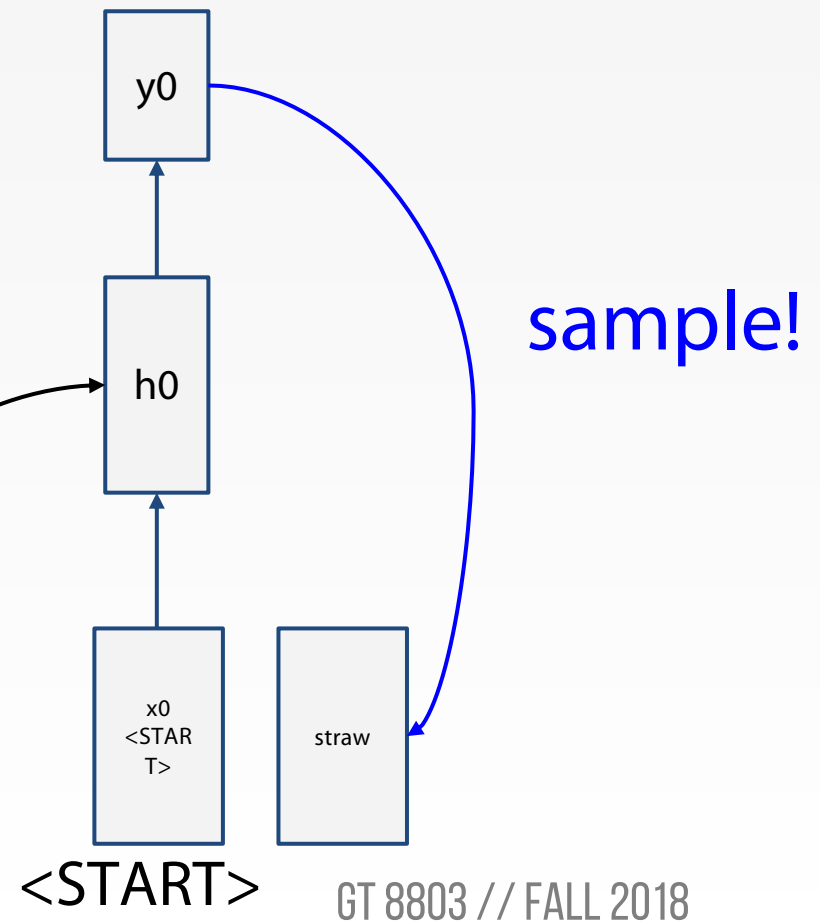 y0
sample!
h0
x0
<STAR
T>
straw
<START>
GT 8803 // FALL 2018